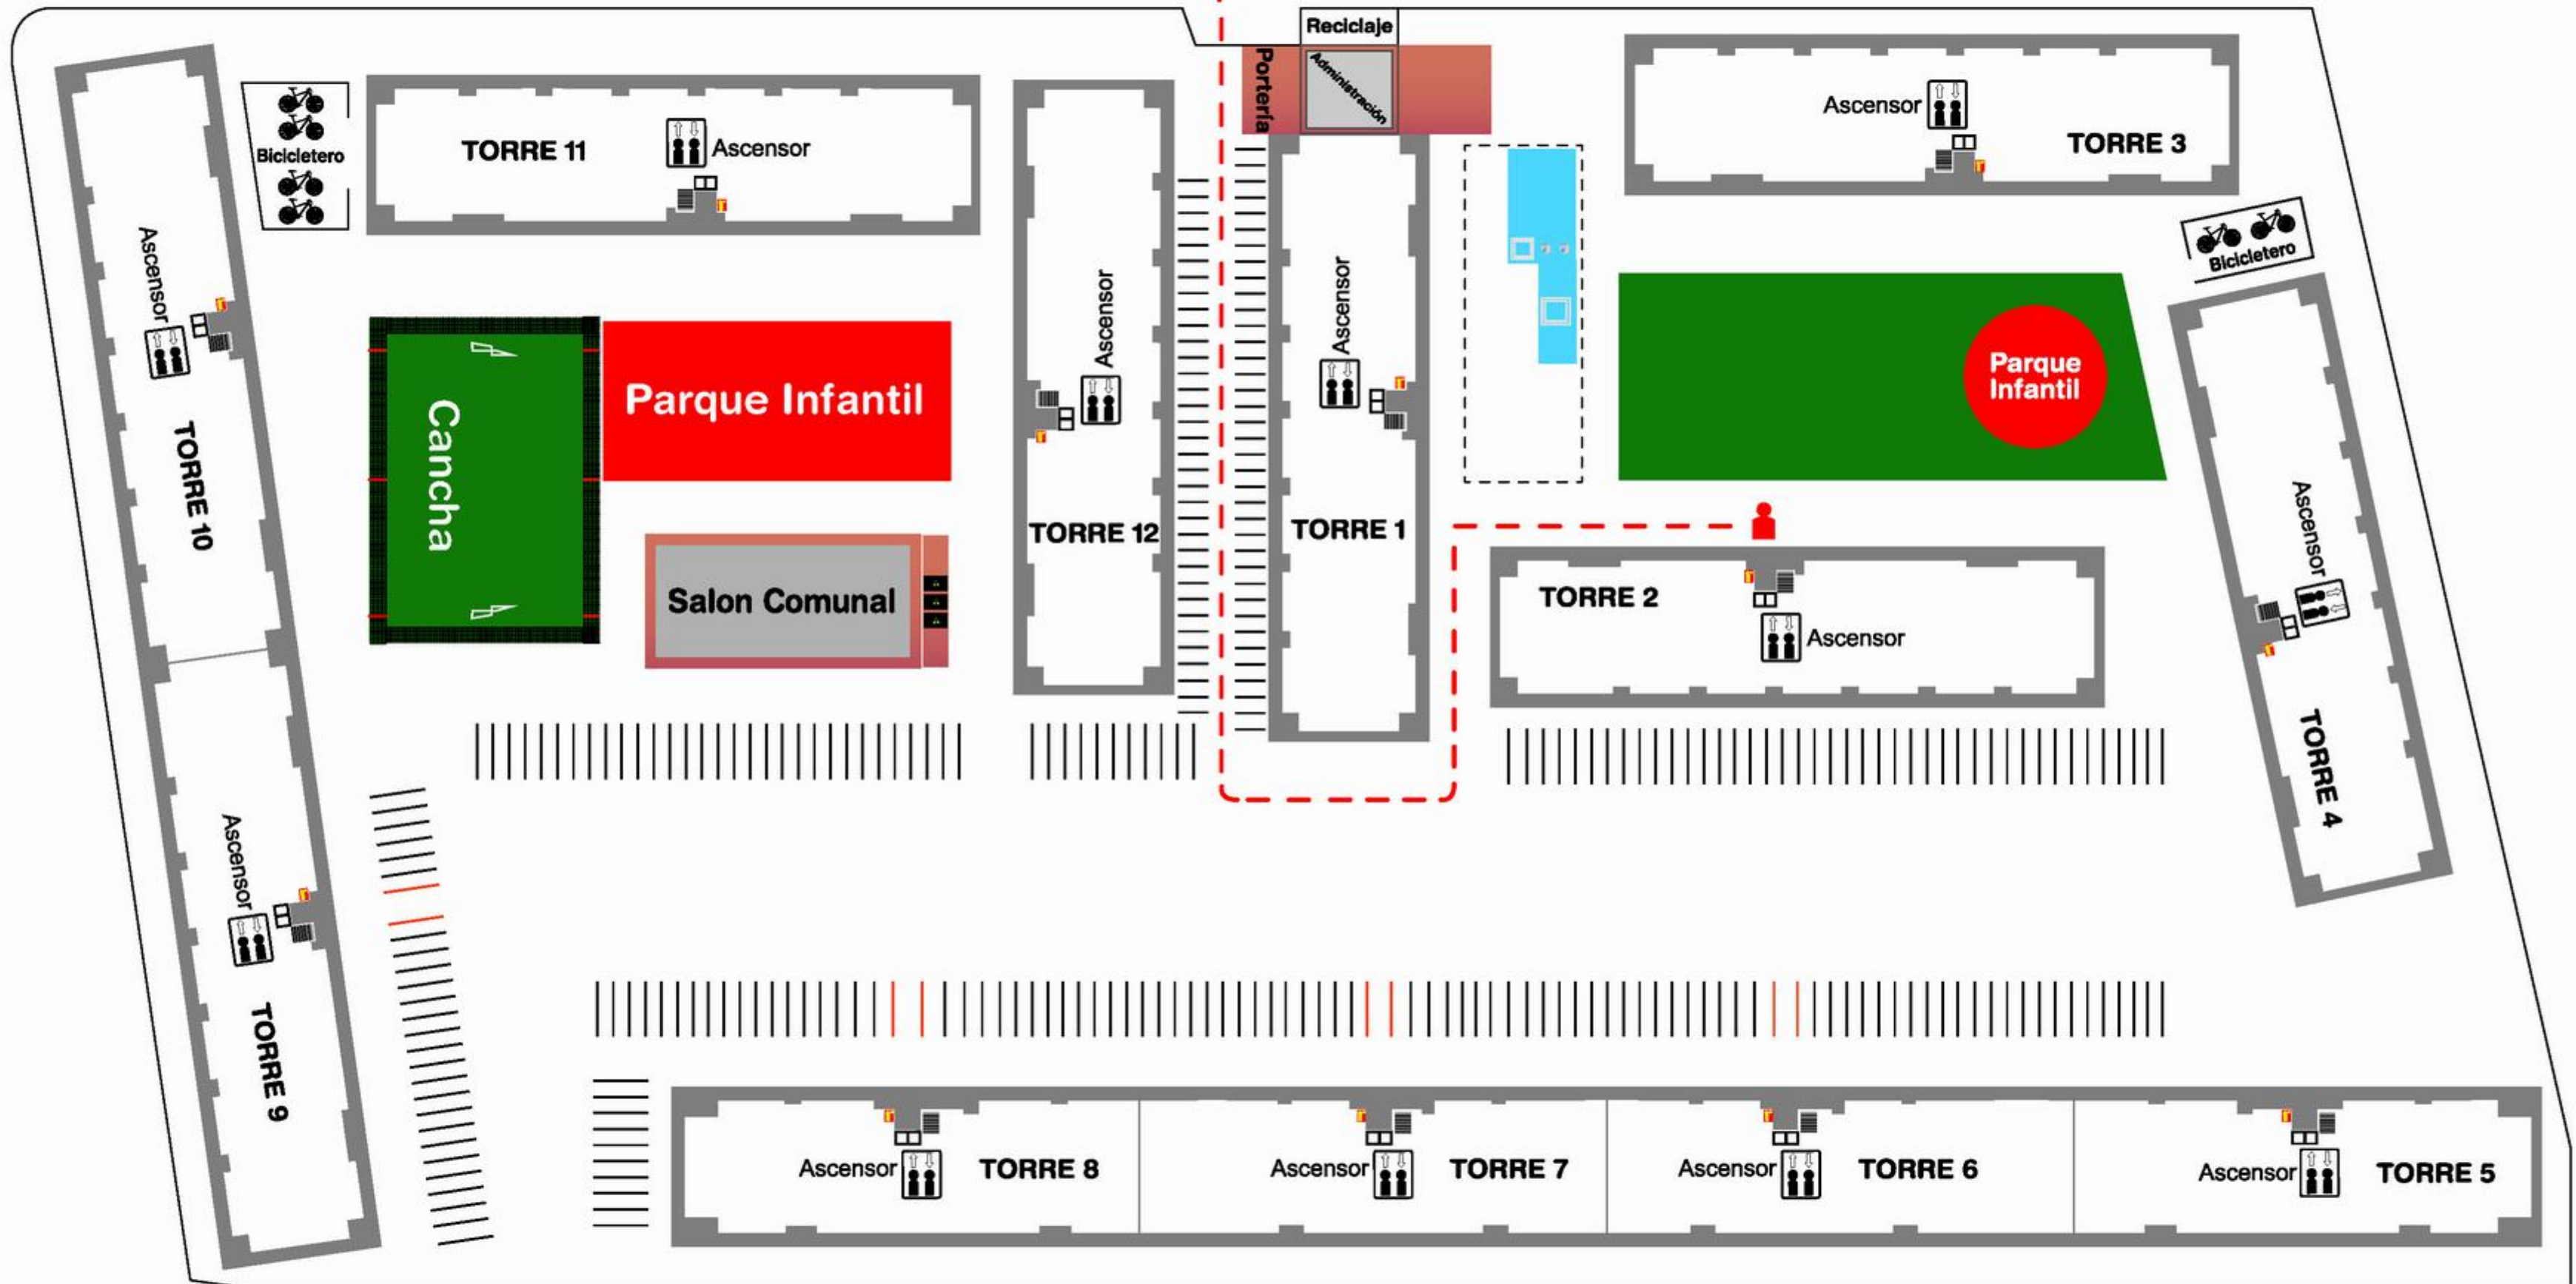 Reciclaje
Portería
Administración
Bicicletero
TORRE 11
Ascensor
Ascensor
TORRE 3
Bicicletero
Ascensor
TORRE 10
Cancha
Parque Infantil
Salon Comunal
Ascensor
TORRE 12
Ascensor
TORRE 1
Parque
Infantil
TORRE 2
Ascensor
Ascensor
TORRE 4
Ascensor
TORRE 9
Ascensor
TORRE 8
Ascensor
TORRE 7
Ascensor
TORRE 6
Ascensor
TORRE 5